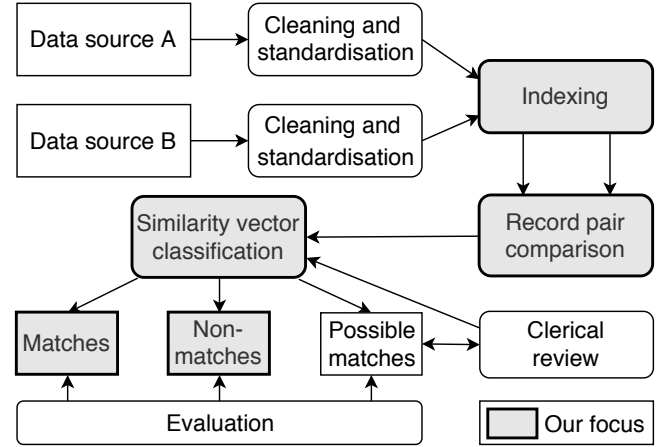 Data source A
Cleaning and
standardisation
Indexing
Data source B
Cleaning and
standardisation
Similarity vector
classification
Record pair
comparison
Matches
Non-
matches
Possible
matches
Clerical
review
Evaluation
Our focus